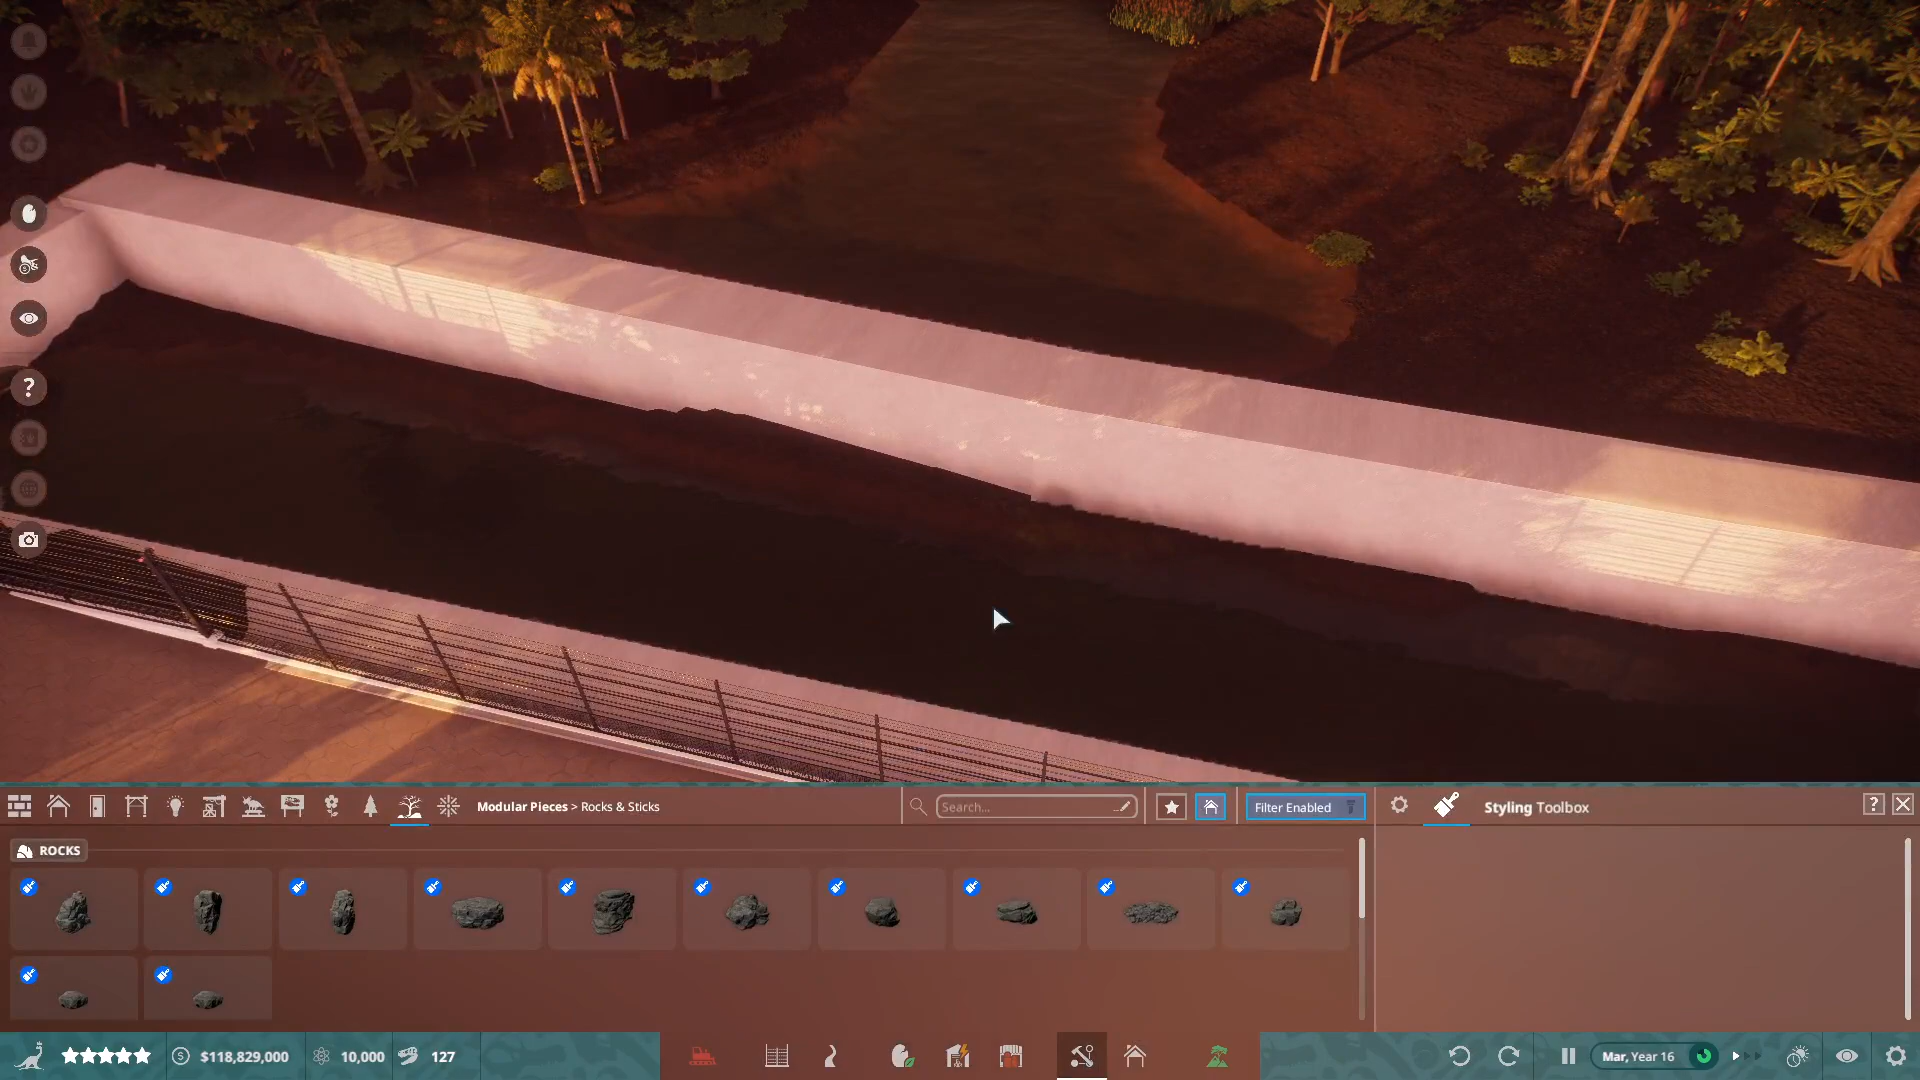 ?
Modular Pieces > Rocks & Sticks
Search...
Filter Enabled
Styling Toolbox
?
ROCKS
$118,829,000
10,000
127
Mar, Year 16